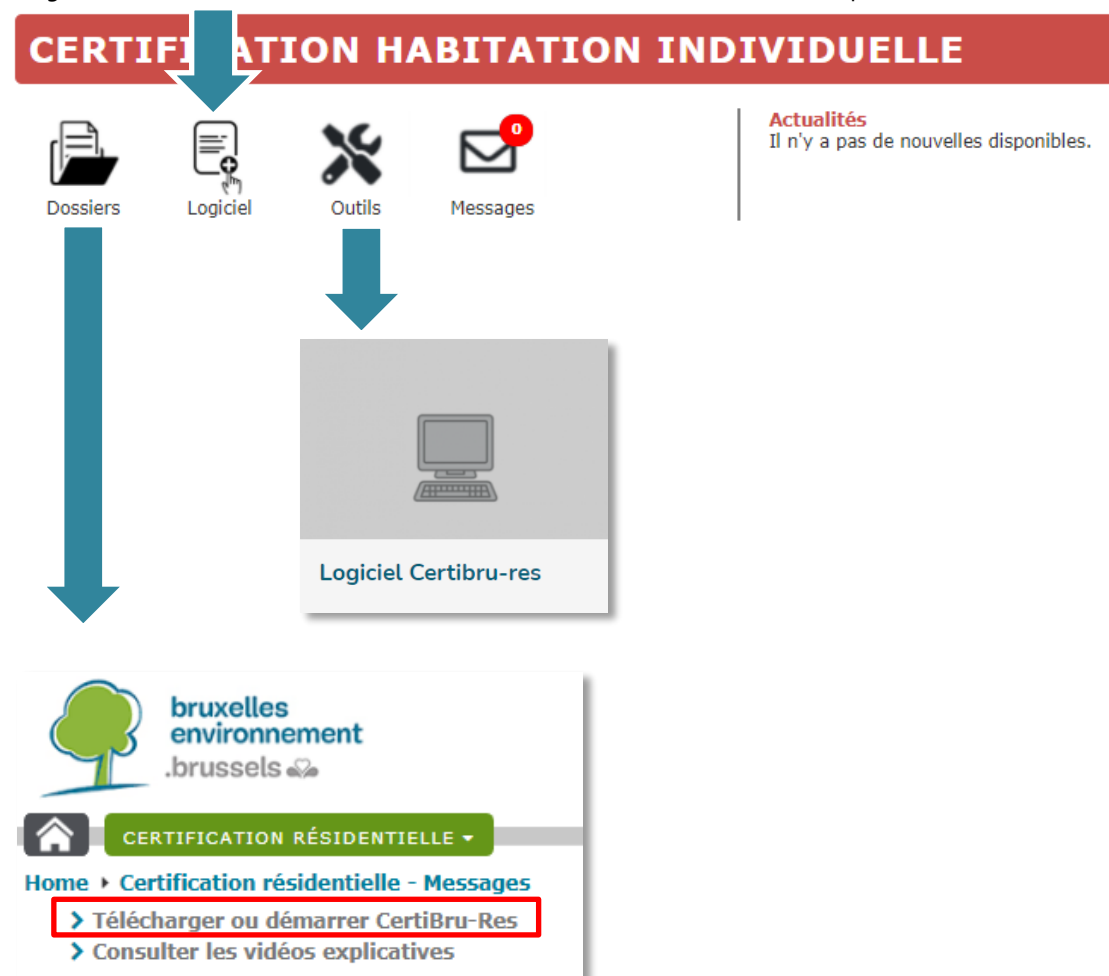 CERTIFICATION HABITATION INDIVIDUELLE
Actualités
Il n'y a pas de nouvelles disponibles.
0
Dossiers
Logiciel
Outils
Messages
Logiciel Certibru-res
bruxelles
environnement
.brussels
CERTIFICATION RÉSIDENTIELLE
Home Certification résidentielle - Messages
Télécharger ou démarrer CertiBru-Res
Consulter les vidéos explicatives